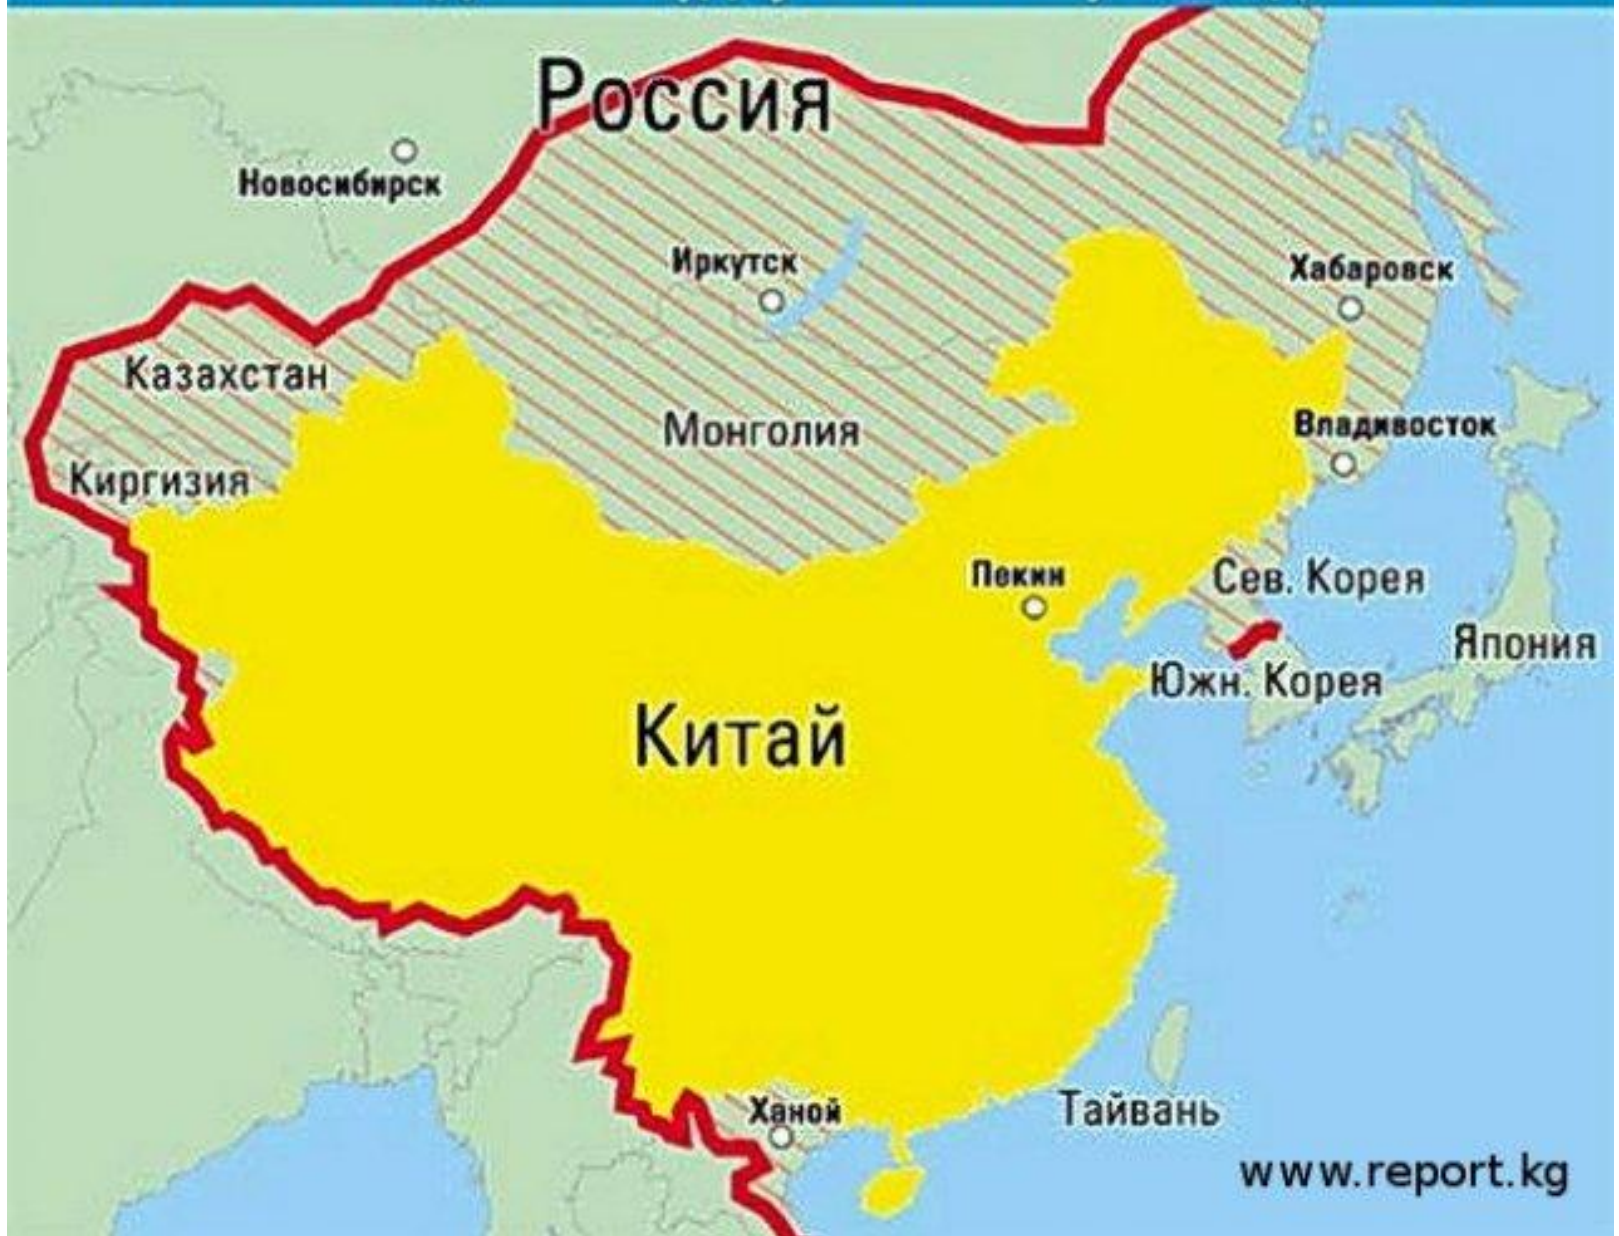 Россия
Новосибирск
Иркутск
Хабаровск
Казахстан
Монголия
Владивосток
Киргизия
Пекин
Сев. Корея
Япония
Южн. Корея
Китай
Ханой
Тайвань
www.report.kg